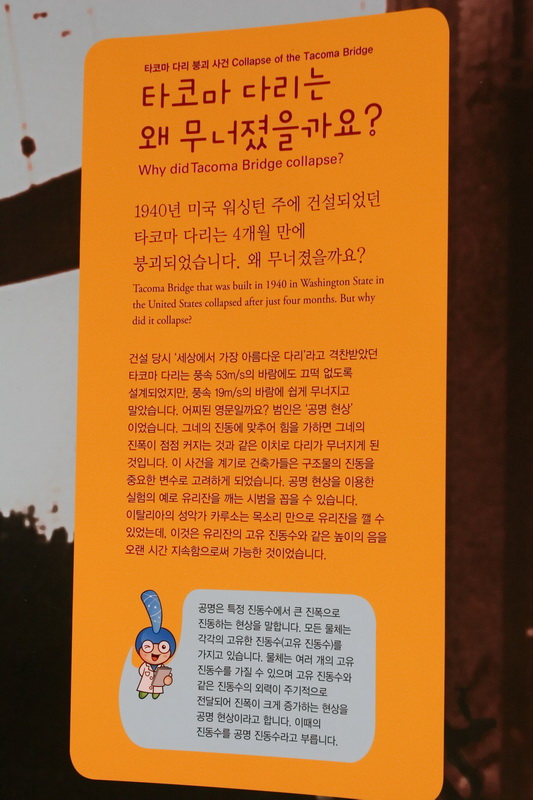 타코마 다리 붕괴 사건 Collapse of the Tacoma Bridge
타코마 다리는
왜 무너졌을까요?
Why did Tacoma Bridge collapse?
1940년 미국 워싱턴 주에 건설되었던
타코마 다리는 4개월 만에
붕괴되었습니다. 왜 무너졌을까요?
Tacoma Bridge that was built in 1940 in Washington State in
the United States collapsed after just four months. But why
did it collapse?
건설 당시 '세상에서 가장 아름다운 다리'라고 격찬받았던
타코마 다리는 풍속 53m/s의 바람에도 끄떡 없도록
설계되었지만, 풍속 19m/s의 바람에 쉽게 무너지고
말았습니다. 어찌된 영문일까요? 범인은 '공명 현상'
이었습니다. 그네의 진동에 맞추어 힘을 가하면 그네의
진폭이 점점 커지는 것과 같은 이치로 다리가 무너지게 된
것입니다. 이 사건을 계기로 건축가들은 구조물의 진동을
중요한 변수로 고려하게 되었습니다. 공명 현상을 이용한
실험의 예로 유리잔을 깨는 시범을 꼽을 수 있습니다.
이탈리아의 성악가 카루소는 목소리 만으로 유리잔을 깰 수
있었는데, 이것은 유리잔의 고유 진동수와 같은 높이의 음을
오랜 시간 지속함으로써 가능한 것이었습니다.
공명은 특정 진동수에서 큰 진폭으로
진동하는 현상을 말합니다. 모든 물체는
각각의 고유한 진동수(고유 진동수)를
가지고 있습니다. 물체는 여러 개의 고유
진동수를 가질 수 있으며 고유 진동수와
같은 진동수의 외력이 주기적으로
전달되어 진폭이 크게 증가하는 현상을
공명 현상이라고 합니다. 이때의
진동수를 공명 진동수라고 부릅니다.